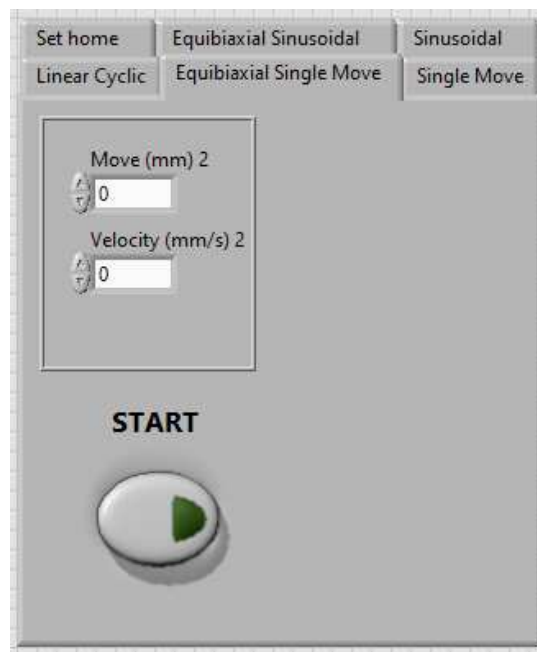 Set home Equibiaxial Sinusoidal Sinusoidal
Linear Cyclic Equibiaxial Single Move Single Move
Move (mm) 2
0
Velocity (mm/s) 2
0
START